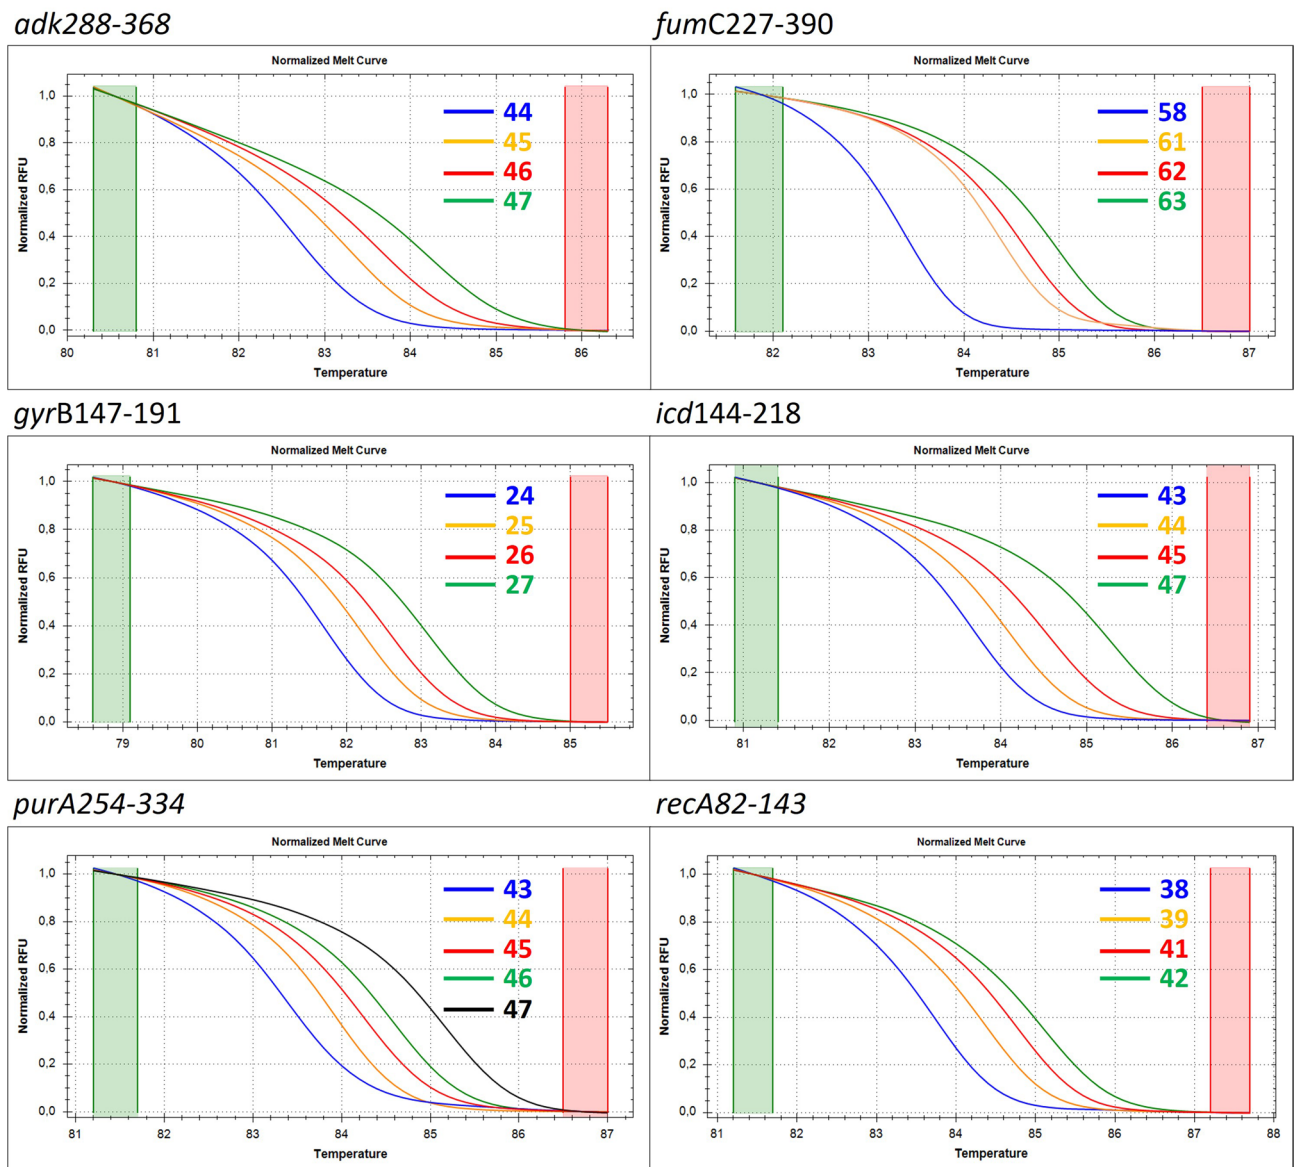 adk288-368
Normalized Melt Curve
Normalized RFU
1,0
0,8
0,6
0,4
0,2
0,0
44
45
46
47
80 81 82 83 84 85 86
Temperature
fumC227-390
Normalized Melt Curve
Normalized RFU
1,0
0,8
0,6
0,4
0,2
0,0
58
61
62
63
82 83 84 85 86 87
Temperature
gyrB147-191
Normalized Melt Curve
Normalized RFU
1,0
0,8
0,6
0,4
0,2
0,0
24
25
26
27
79 80 81 82 83 84 85
Temperature
icd144-218
Normalized Melt Curve
Normalized RFU
1,0
0,8
0,6
0,4
0,2
0,0
43
44
45
47
81 82 83 84 85 86 87
Temperature
purA254-334
Normalized Melt Curve
Normalized RFU
1,0
0,8
0,6
0,4
0,2
0,0
43
44
45
46
47
81 82 83 84 85 86 87
Temperature
recA82-143
Normalized Melt Curve
Normalized RFU
1,0
0,8
0,6
0,4
0,2
0,0
38
39
41
42
81 82 83 84 85 86 87 88
Temperature